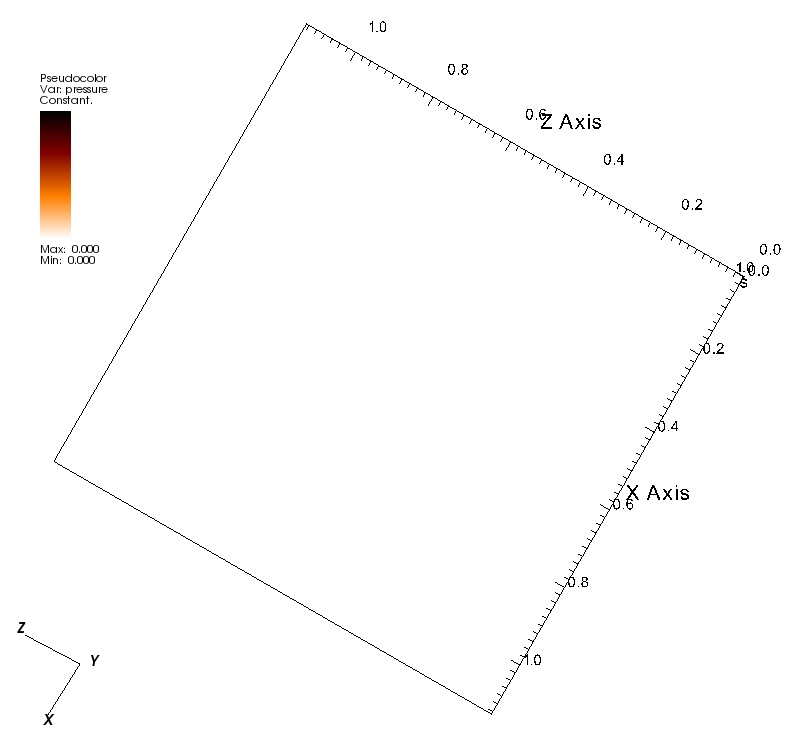 1.0
Pseudocolor
Var: pressure
Constant.
0.8
0.6
Z Axis
0.4
0.2
0.0
1.0
0.0
0.2
Max: 0.000
Min: 0.000
0.4
X Axis
0.6
0.8
1.0
Z
Y
X